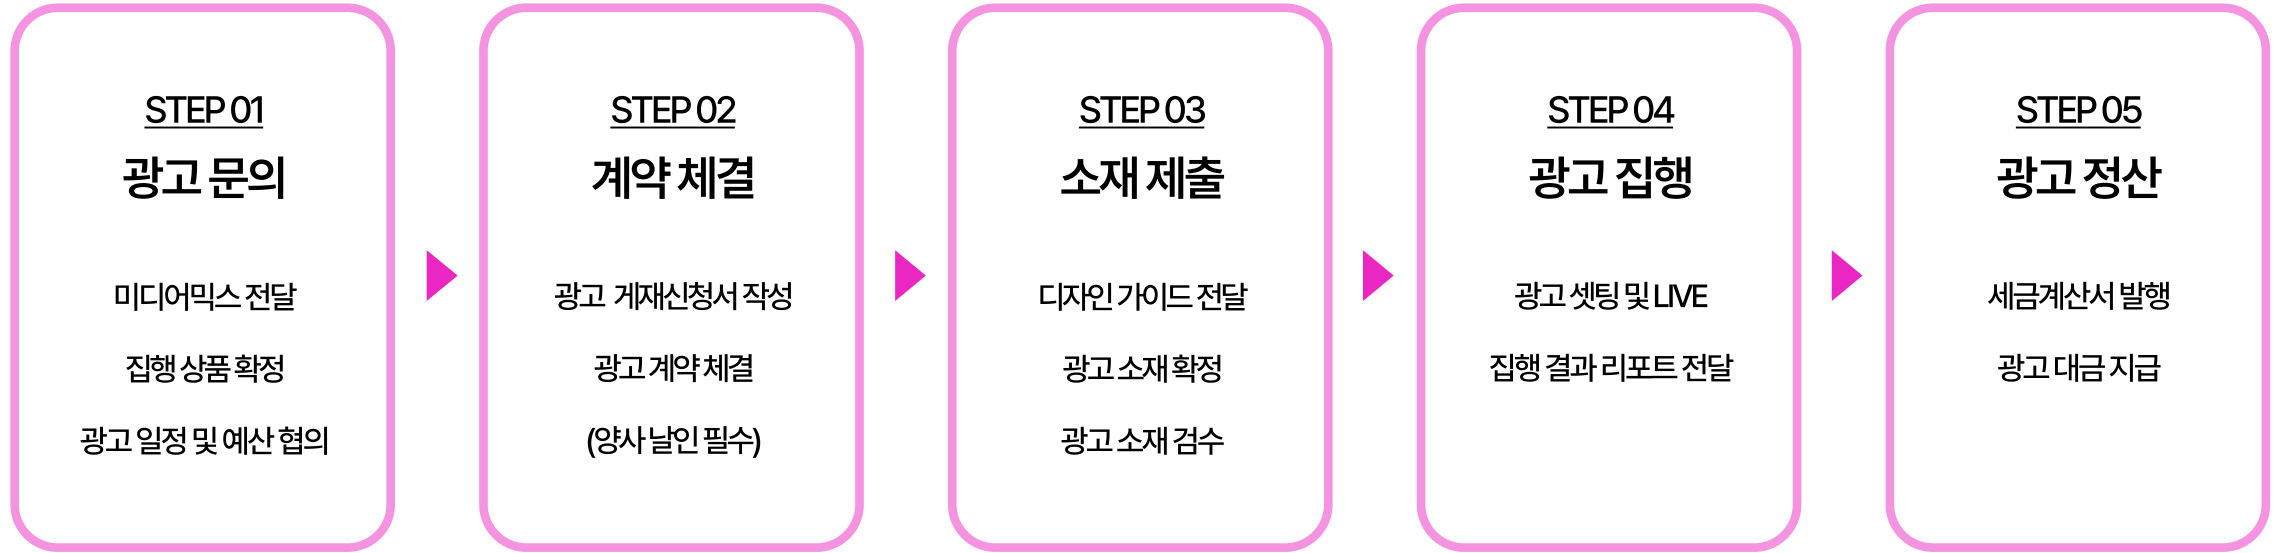 STEP 01
광고 문의
미디어믹스 전달
집행 상품 확정
광고 일정 및 예산 협의
STEP 02
계약 체결
광고 게재신청서 작성
광고 계약 체결
(양사 날인 필수)
STEP 03
소재 제출
디자인 가이드 전달
광고 소재 확정
광고 소재 검수
STEP 04
광고 집행
광고 셋팅 및 LIVE
집행 결과 리포트 전달
STEP 05
광고 정산
세금계산서 발행
광고 대금 지급